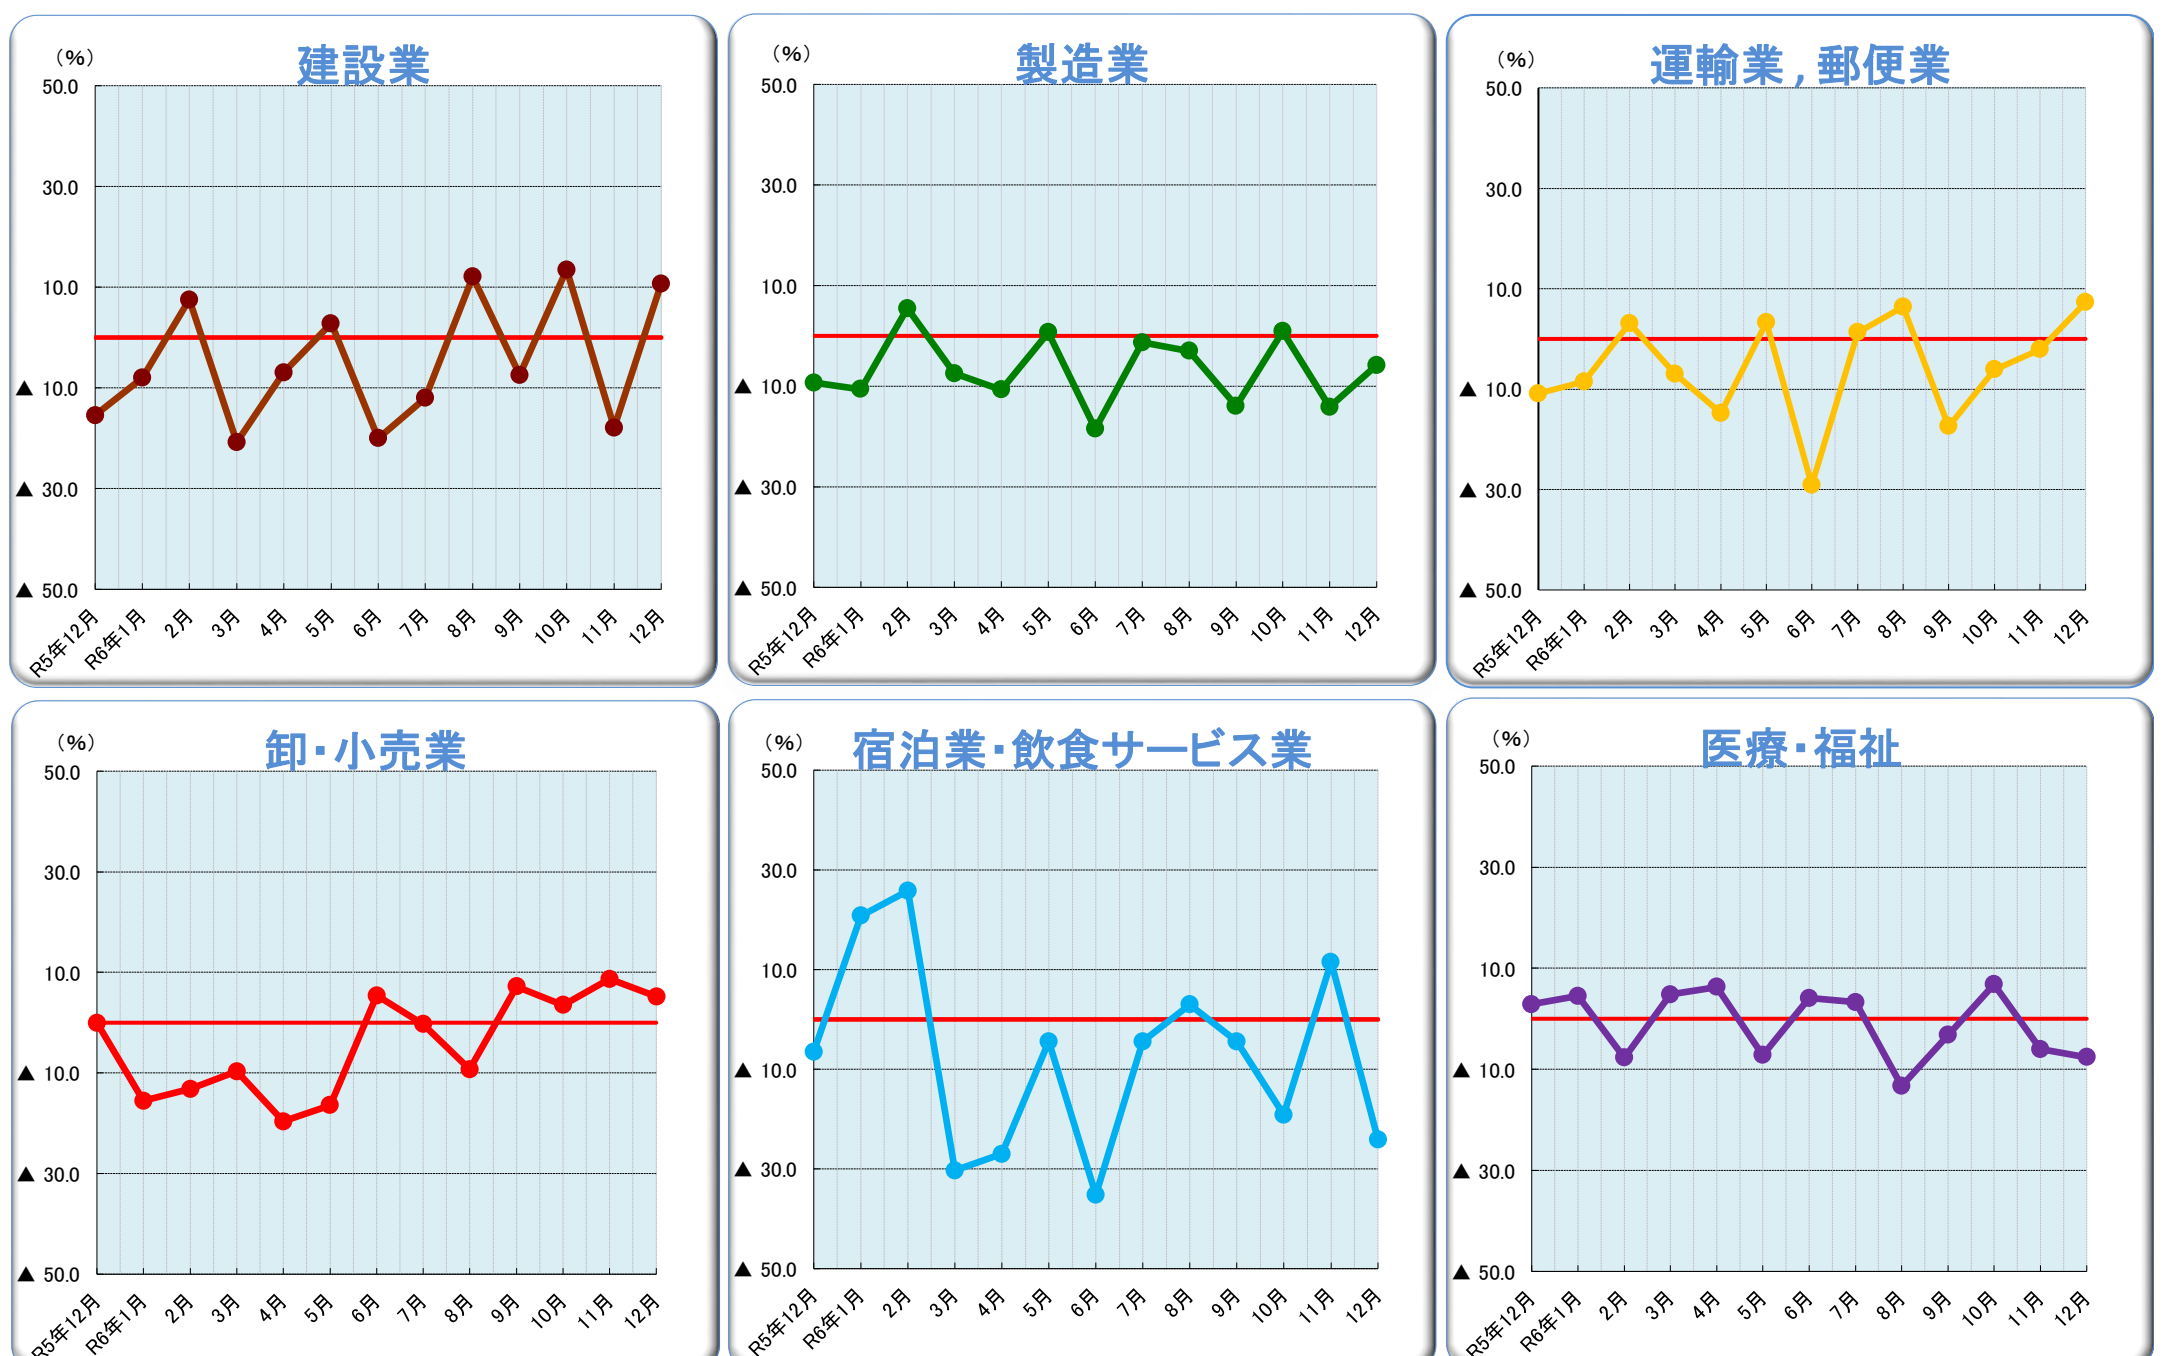 （%）
建設業
50.0
30.0
10.0
▲ 10.0
▲ 30.0
▲ 50.0
R5年12月
R6年1月
2月
3月
4月
5月
6月
7月
8月
9月
10月
11月
12月
（%）
製造業
50.0
30.0
10.0
▲ 10.0
▲ 30.0
▲ 50.0
R5年12月
R6年1月
2月
3月
4月
5月
6月
7月
8月
9月
10月
11月
12月
（%）
運輸業,郵便業
50.0
30.0
10.0
▲ 10.0
▲ 30.0
▲ 50.0
R5年12月
R6年1月
2月
3月
4月
5月
6月
7月
8月
9月
10月
11月
12月
（%）
卸・小売業
50.0
30.0
10.0
▲ 10.0
▲ 30.0
▲ 50.0
R5年12月
R6年1月
2月
3月
4月
5月
6月
7月
8月
9月
10月
11月
12月
（%）
宿泊業・飲食サービス業
50.0
30.0
10.0
▲ 10.0
▲ 30.0
▲ 50.0
R5年12月
R6年1月
2月
3月
4月
5月
6月
7月
8月
9月
10月
11月
12月
（%）
医療・福祉
50.0
30.0
10.0
▲ 10.0
▲ 30.0
▲ 50.0
R5年12月
R6年1月
2月
3月
4月
5月
6月
7月
8月
9月
10月
11月
12月